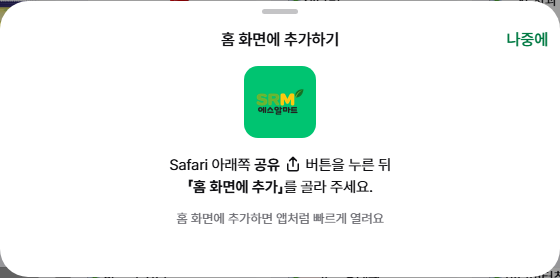 홈 화면에 추가하기
나중에
SRM
에스알마트
Safari 아래쪽 공유 버튼을 누른 뒤
「홈 화면에 추가」를 골라 주세요.
홈 화면에 추가하면 앱처럼 빠르게 열려요